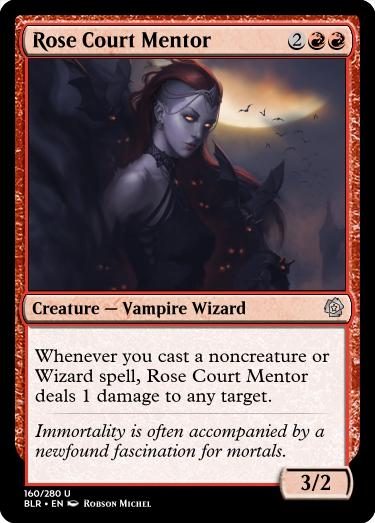 Rose Court Mentor 2
Creature — Vampire Wizard
Whenever you cast a noncreature or
Wizard spell, Rose Court Mentor
deals 1 damage to any target.
Immortality is often accompanied by a
newfound fascination for mortals.
3/2
160/280 U
BLR • EN Robson Michel